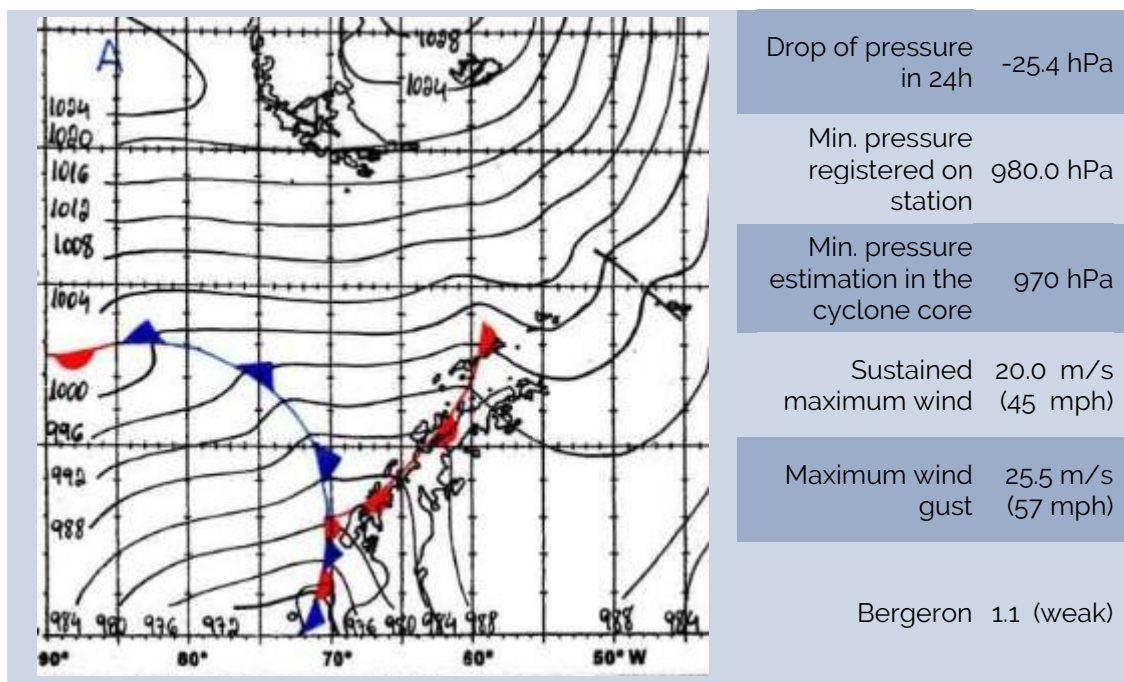 A
1028
1024
1024
1020
1016
1012
1008
1004
1000
996
992
988
984 980 976 972 976 980 984 988 988 984
90° 80° 70° 60° 50° W
Drop of pressure
in 24h
-25.4 hPa
Min. pressure
registered on
station
980.0 hPa
Min. pressure
estimation in the
cyclone core
970 hPa
Sustained
maximum wind
20.0 m/s
(45 mph)
Maximum wind
gust
25.5 m/s
(57 mph)
Bergeron 1.1 (weak)